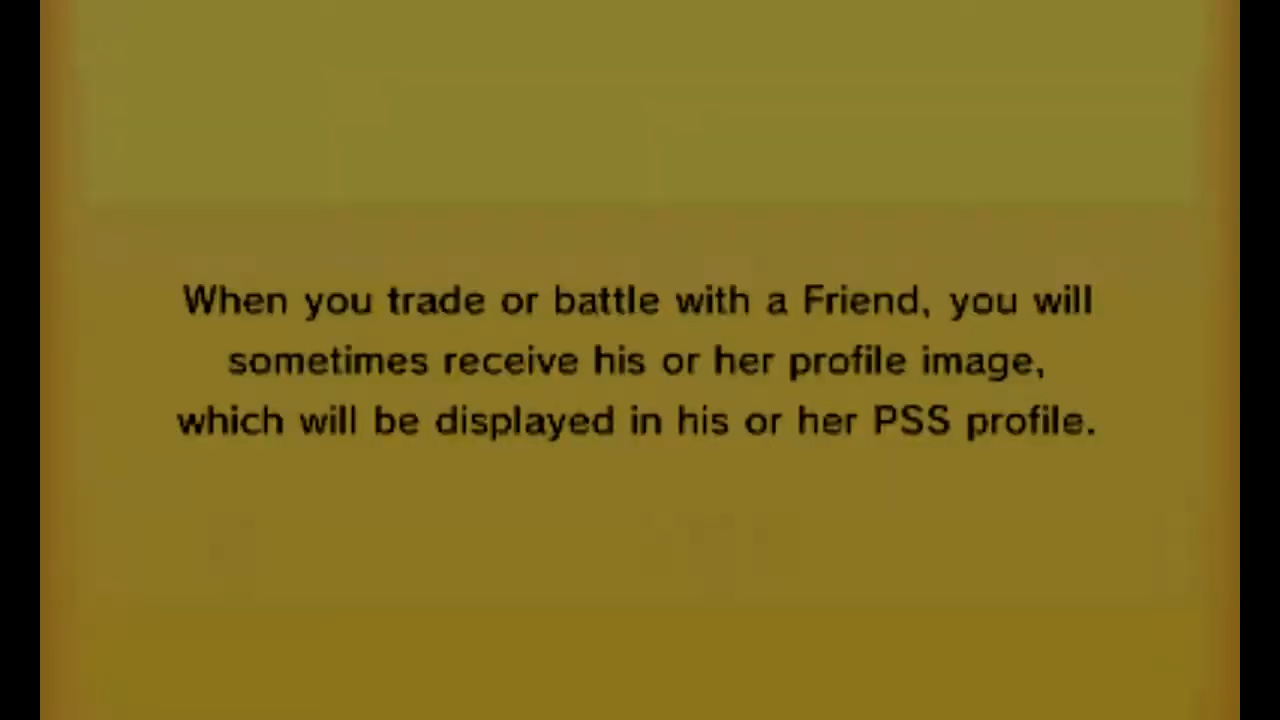 When you trade or battle with a Friend, you will
sometimes receive his or her profile image,
which will be displayed in his or her PSS profile.